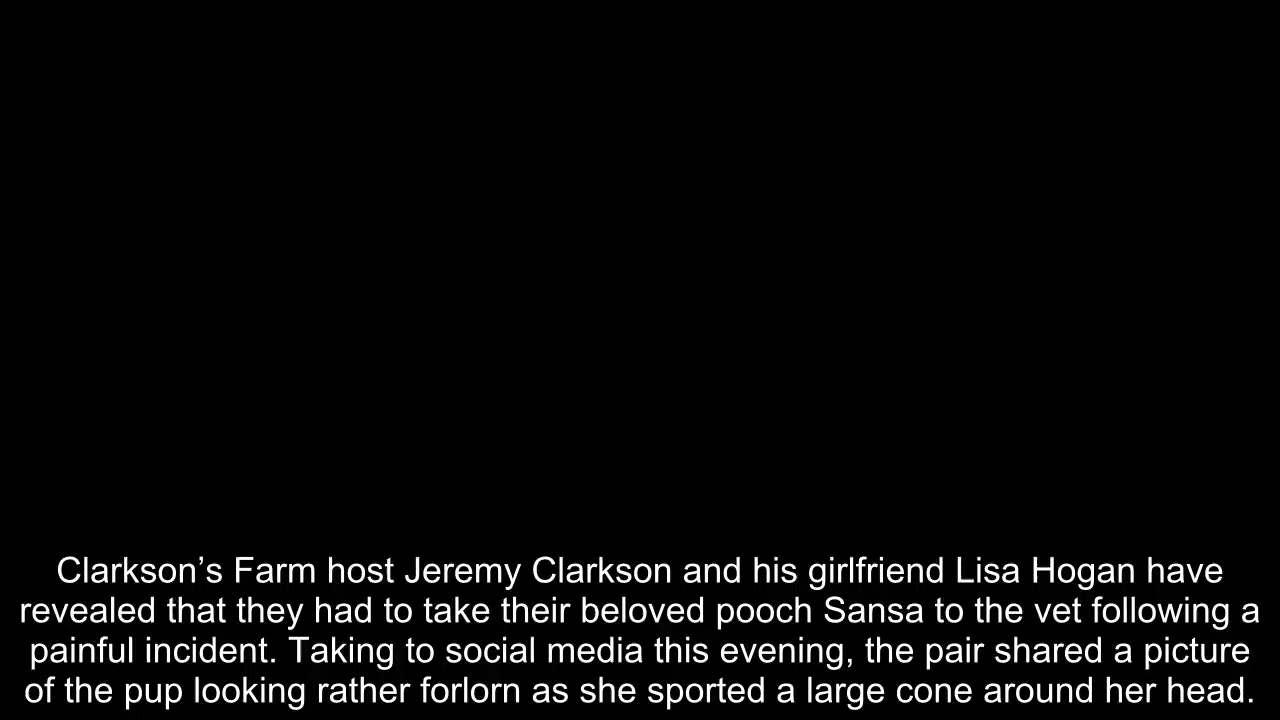 Clarkson’s Farm host Jeremy Clarkson and his girlfriend Lisa Hogan have
revealed that they had to take their beloved pooch Sansa to the vet following a
painful incident. Taking to social media this evening, the pair shared a picture
of the pup looking rather forlorn as she sported a large cone around her head.